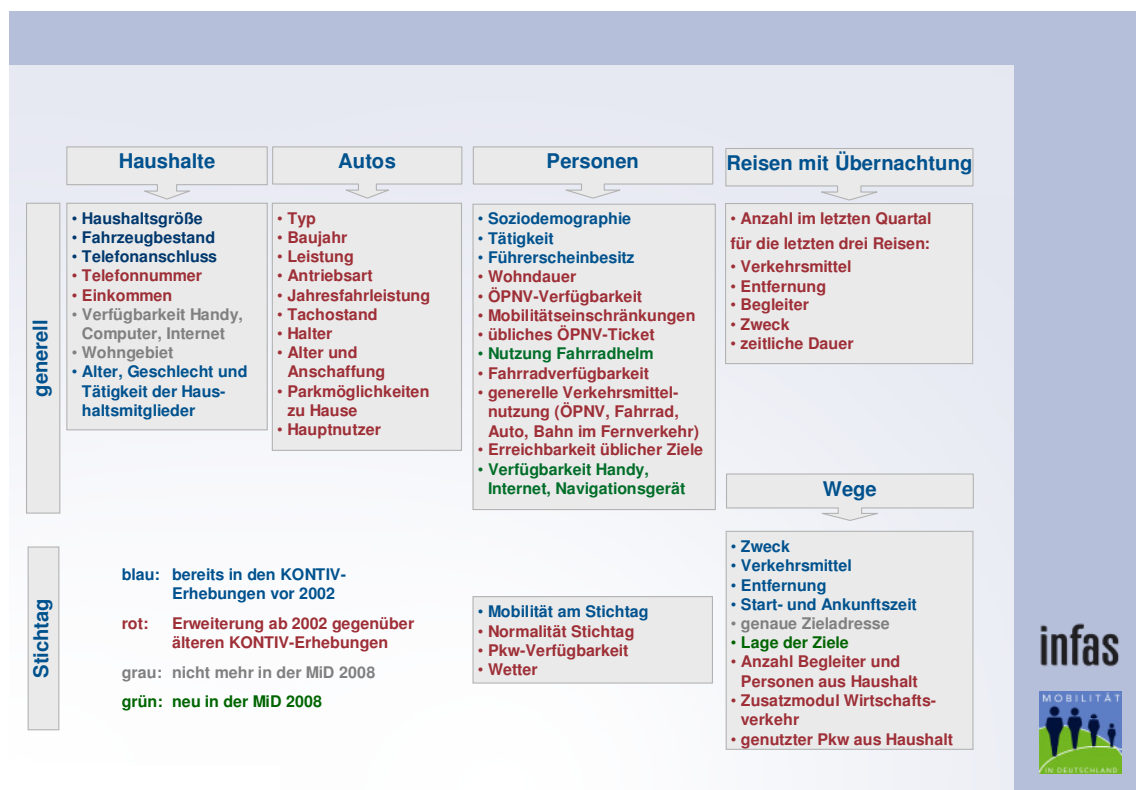 Haushalte
Autos
Personen
Reisen mit Übernachtung
generell
• Haushaltsgröße
• Fahrzeugbestand
• Telefonanschluss
• Telefonnummer
• Einkommen
• Verfügbarkeit Handy,
Computer, Internet
• Wohngebiet
• Alter, Geschlecht und
Tätigkeit der Haus-
haltsmitglieder
• Typ
• Baujahr
• Leistung
• Antriebsart
• Jahresfahrleistung
• Tachostand
• Halter
• Alter und
Anschaffung
• Parkmöglichkeiten
zu Hause
• Hauptnutzer
• Soziodemographie
• Tätigkeit
• Führerscheinbesitz
• Wohndauer
• ÖPNV-Verfügbarkeit
• Mobilitätseinschränkungen
• übliches ÖPNV-Ticket
• Nutzung Fahrradhelm
• Fahrradverfügbarkeit
• generelle Verkehrsmittel-
nutzung (ÖPNV, Fahrrad,
Auto, Bahn im Fernverkehr)
• Erreichbarkeit üblicher Ziele
• Verfügbarkeit Handy,
Internet, Navigationsgerät
• Anzahl im letzten Quartal
für die letzten drei Reisen:
• Verkehrsmittel
• Entfernung
• Begleiter
• Zweck
• zeitliche Dauer
Wege
Stichtag
blau: bereits in den KONTIV-
Erhebungen vor 2002
rot: Erweiterung ab 2002 gegenüber
älteren KONTIV-Erhebungen
grau: nicht mehr in der MiD 2008
grün: neu in der MiD 2008
• Mobilität am Stichtag
• Normalität Stichtag
• Pkw-Verfügbarkeit
• Wetter
• Zweck
• Verkehrsmittel
• Entfernung
• Start- und Ankunftszeit
• genaue Zieladresse
• Lage der Ziele
• Anzahl Begleiter und
Personen aus Haushalt
• Zusatzmodul Wirtschafts-
verkehr
• genutzter Pkw aus Haushalt
infas
MOBILITÄT
IN DEUTSCHLAND